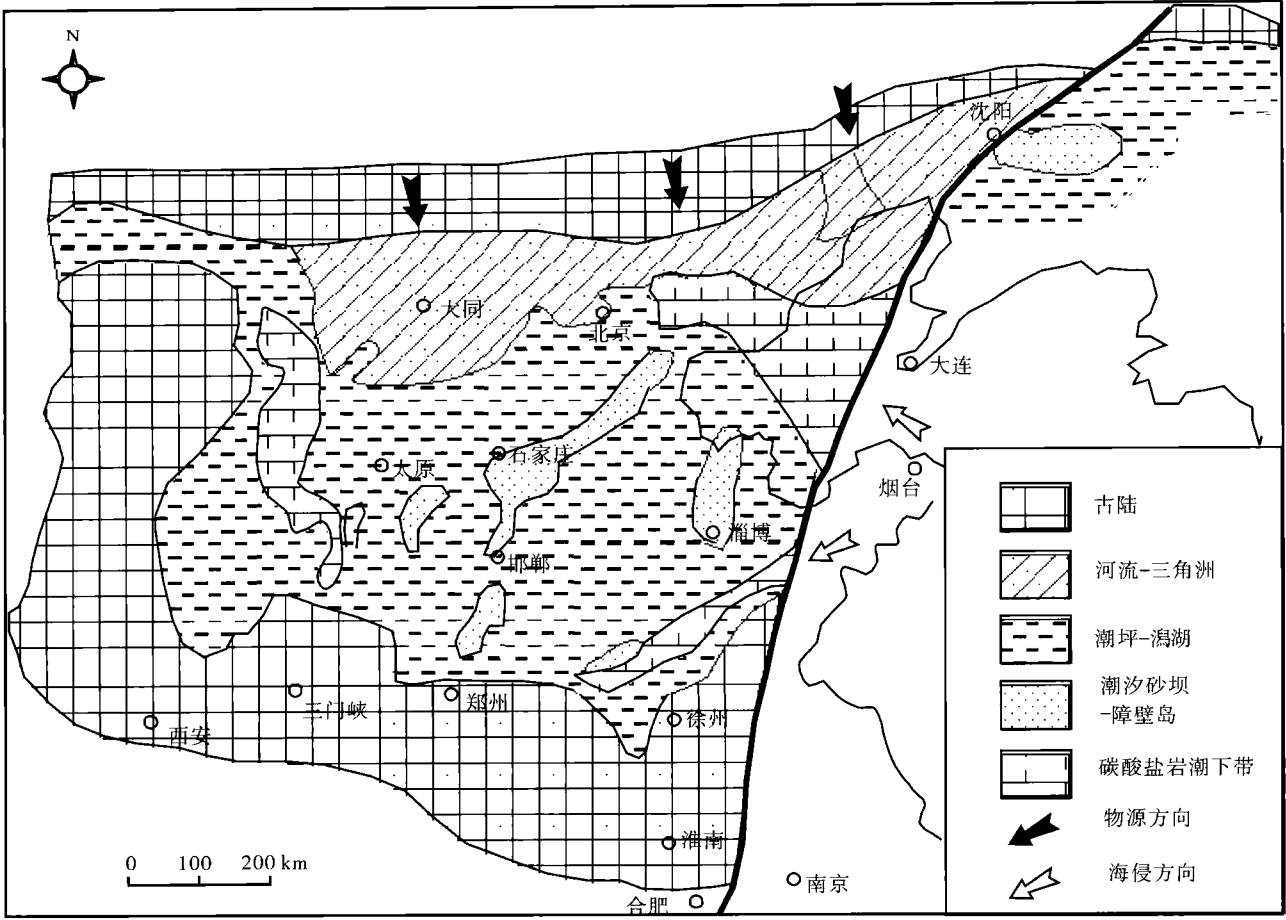 N
沈阳
大同
北京
大连
石家庄
太原
烟台
淄博
邯郸
三门峡
郑州
西安
徐州
淮南
南京
合肥
0 100 200 km
古陆
河流-三角洲
潮坪-潟湖
潮汐砂坝
-障壁岛
碳酸盐岩潮下带
物源方向
海侵方向